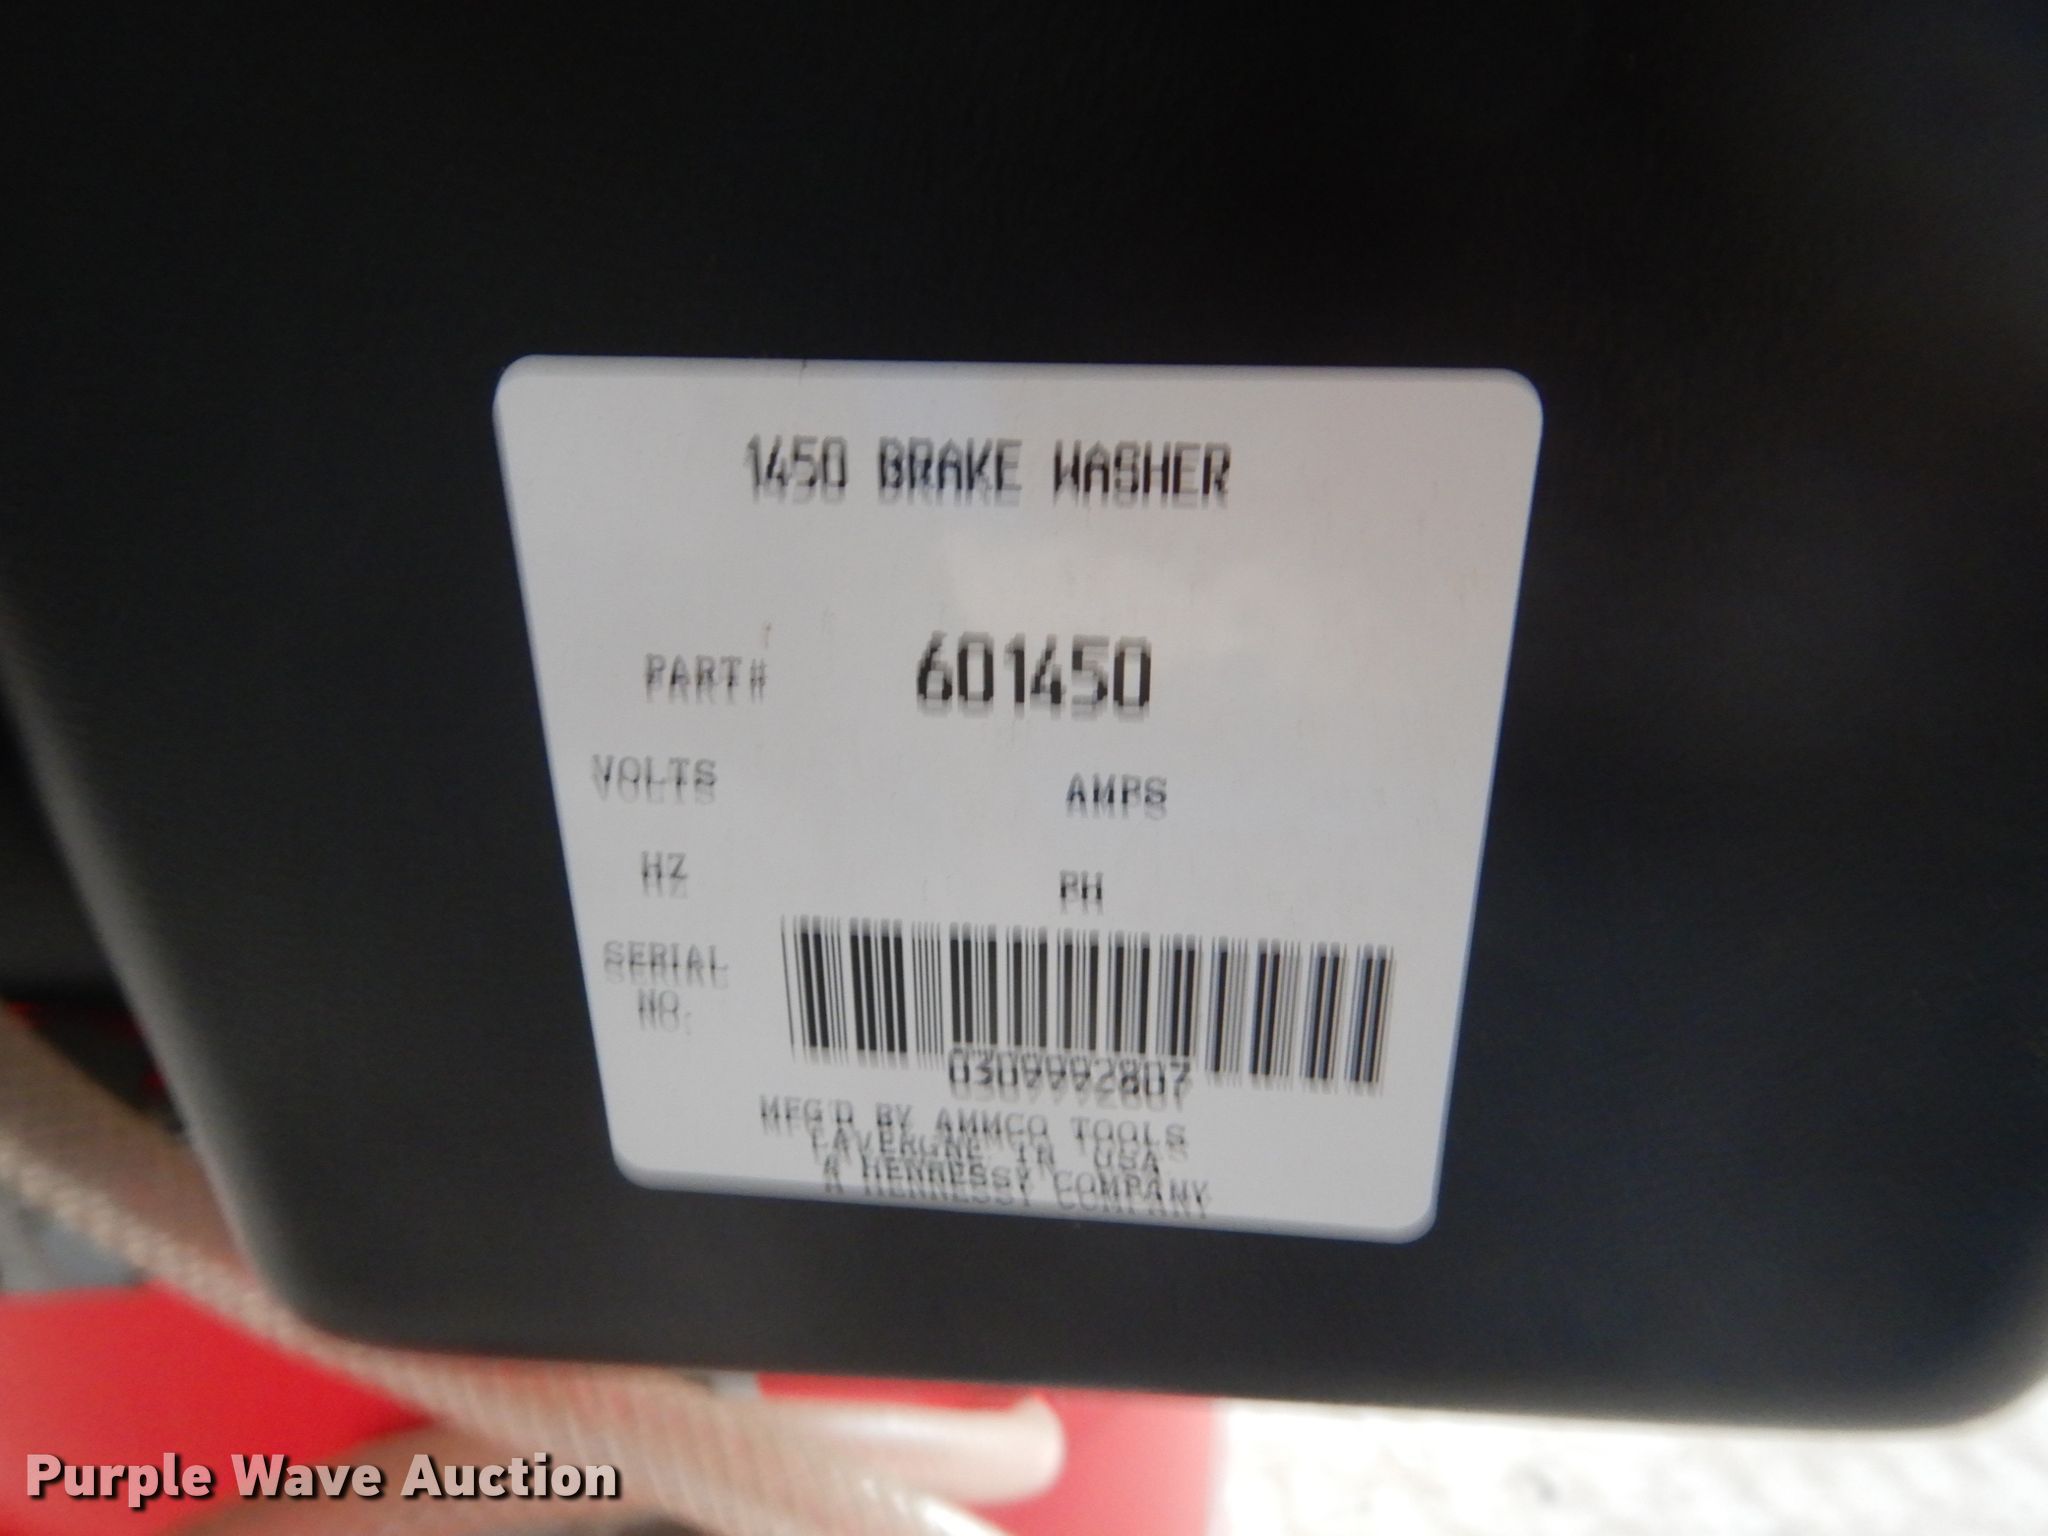 1450 BRAKE WASHER
PART# 601450
VOLTS AMPS
HZ PH
SERIAL
NO.
0309992807
MFG'D BY AMMCO TOOLS
LAVERGNE TN USA
A HENNESSY COMPANY
Purple Wave Auction